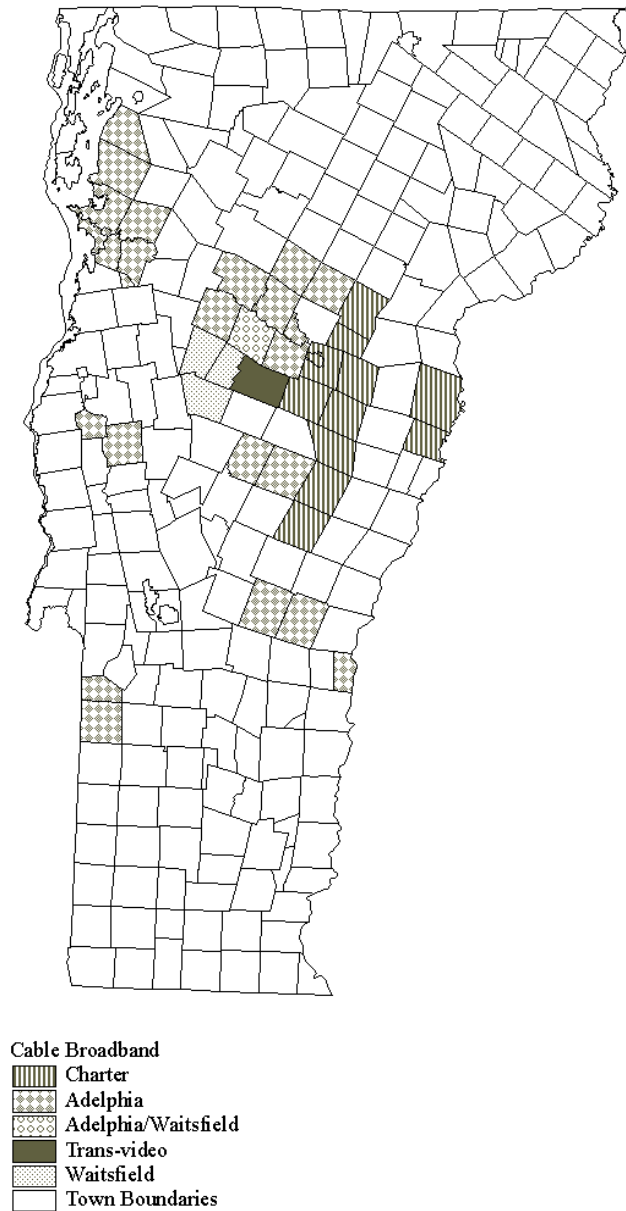 Cable Broadband
Charter
Adelphia
Adelphia/Waitsfield
Trans-video
Waitsfield
Town Boundaries